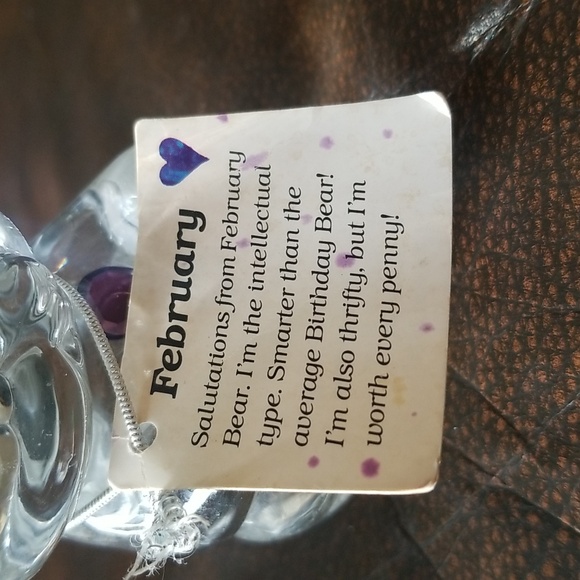 February
Salutations from February
Bear. I'm the intellectual
type. Smarter than the
average Birthday Bear!
I'm also thrifty, but I'm
worth every penny!